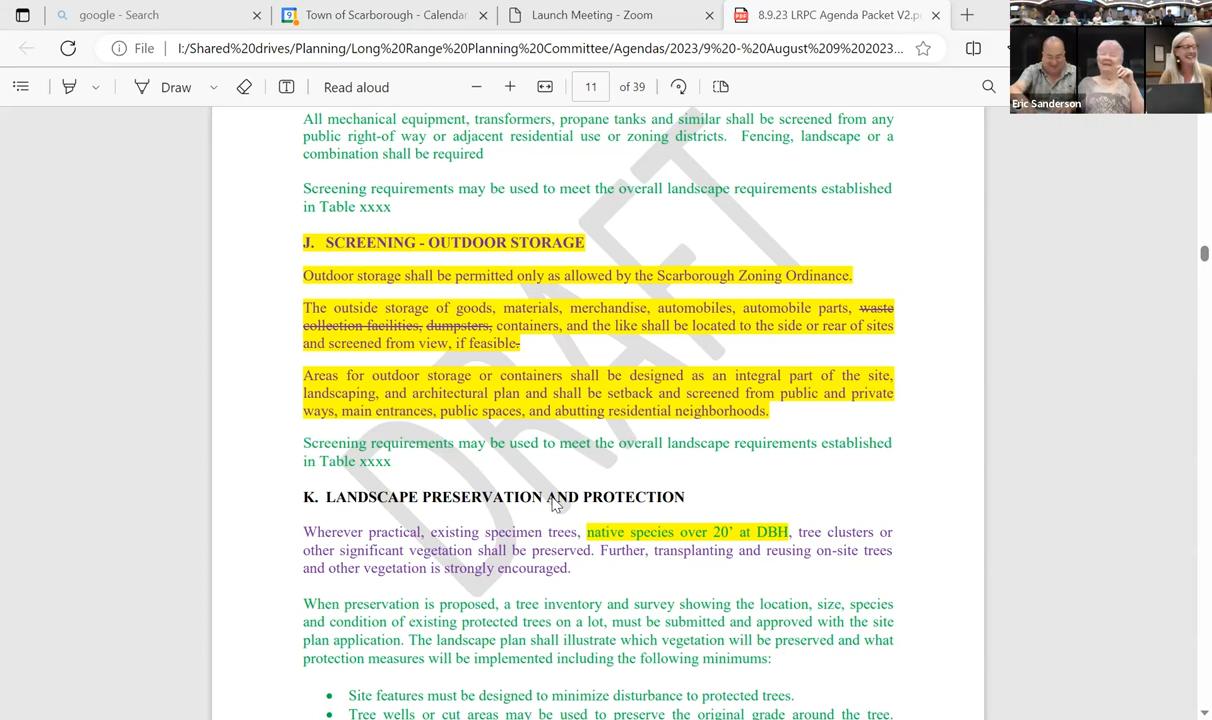 google - Search
Town of Scarborough - Calendar
Launch Meeting - Zoom
8.9.23 LRPC Agenda Packet V2.p
File
I:/Shared%20drives/Planning/Long%20Range%20Planning%20Committee/Agendas/2023/9%20-%20August%209%202023...
Draw
Read aloud
11 of 39
Eric Sanderson
All mechanical equipment, transformers, propane tanks and similar shall be screened from any
public right-of way or adjacent residential use or zoning districts. Fencing, landscape or a
combination shall be required
Screening requirements may be used to meet the overall landscape requirements established
in Table xxxx
J. SCREENING - OUTDOOR STORAGE
Outdoor storage shall be permitted only as allowed by the Scarborough Zoning Ordinance.
The outside storage of goods, materials, merchandise, automobiles, automobile parts, waste
collection facilities, dumpsters, containers, and the like shall be located to the side or rear of sites
and screened from view, if feasible.
Areas for outdoor storage or containers shall be designed as an integral part of the site,
landscaping, and architectural plan and shall be setback and screened from public and private
ways, main entrances, public spaces, and abutting residential neighborhoods.
Screening requirements may be used to meet the overall landscape requirements established
in Table xxxx
K. LANDSCAPE PRESERVATION AND PROTECTION
Wherever practical, existing specimen trees, native species over 20’ at DBH, tree clusters or
other significant vegetation shall be preserved. Further, transplanting and reusing on-site trees
and other vegetation is strongly encouraged.
When preservation is proposed, a tree inventory and survey showing the location, size, species
and condition of existing protected trees on a lot, must be submitted and approved with the site
plan application. The landscape plan shall illustrate which vegetation will be preserved and what
protection measures will be implemented including the following minimums:
• Site features must be designed to minimize disturbance to protected trees.
• Tree wells or cut areas may be used to preserve the original grade around the tree.
DRAFT